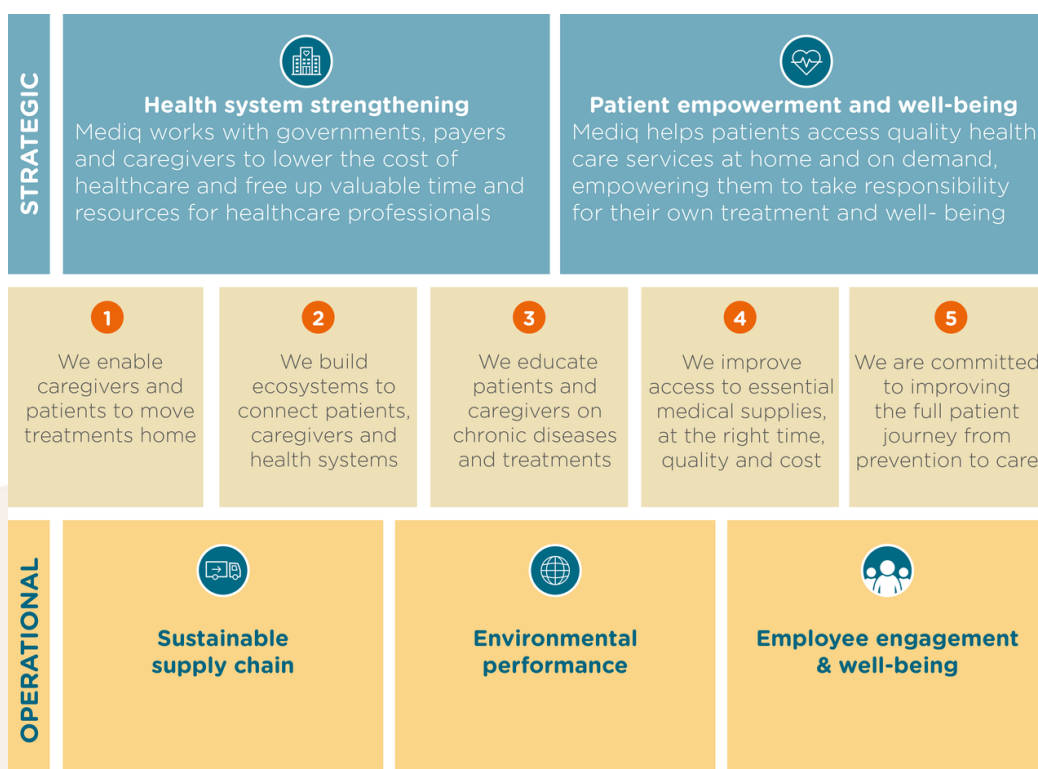 STRATEGIC
Health system strengthening
Mediq works with governments, payers
and caregivers to lower the cost of
healthcare and free up valuable time and
resources for healthcare professionals
Patient empowerment and well-being
Mediq helps patients access quality health
care services at home and on demand,
empowering them to take responsibility
for their own treatment and well- being
1
We enable
caregivers and
patients to move
treatments home
2
We build
ecosystems to
connect patients,
caregivers and
health systems
3
We educate
patients and
caregivers on
chronic diseases
and treatments
4
We improve
access to essential
medical supplies,
at the right time,
quality and cost
5
We are committed
to improving
the full patient
journey from
prevention to care
OPERATIONAL
Sustainable
supply chain
Environmental
performance
Employee engagement
& well-being